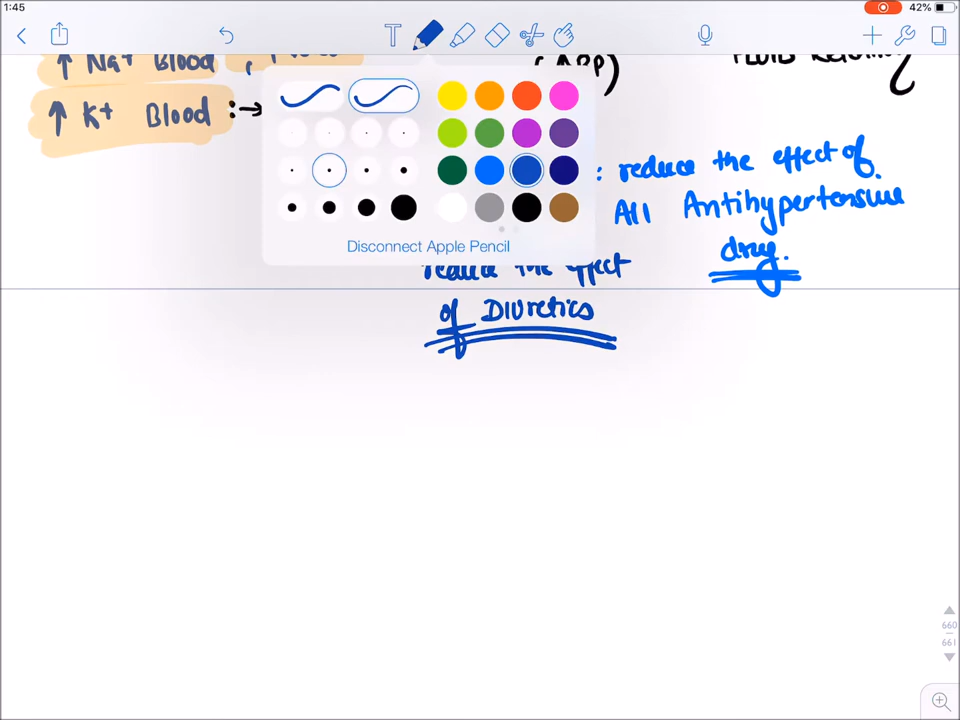 1:45
42%
T
↑ Na+ Blood,
(ABP)
↑ K+ Blood :→
: reduce the effect of
All Antihypertensive
drug.
Disconnect Apple Pencil
reduce the effect
of Diuretics
660
661